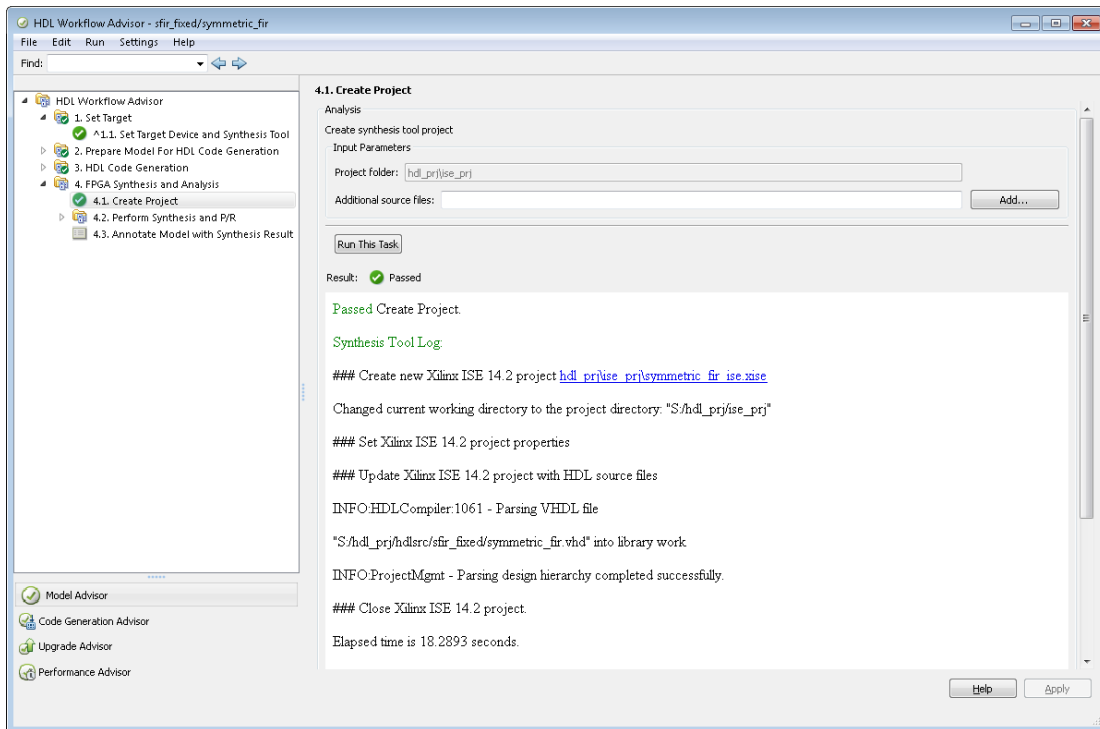 HDL Workflow Advisor - sfir_fixed/symmetric_fir
File Edit Run Settings Help
Find:
HDL Workflow Advisor
1. Set Target
^1.1. Set Target Device and Synthesis Tool
2. Prepare Model For HDL Code Generation
3. HDL Code Generation
4. FPGA Synthesis and Analysis
4.1. Create Project
4.2. Perform Synthesis and P/R
4.3. Annotate Model with Synthesis Result
Model Advisor
Code Generation Advisor
Upgrade Advisor
Performance Advisor
4.1. Create Project
Analysis
Create synthesis tool project
Input Parameters
Project folder: hdl_prj\ise_prj
Additional source files: Add...
Run This Task
Result: Passed
Passed Create Project.
Synthesis Tool Log:
### Create new Xilinx ISE 14.2 project hdl_prj\ise_prj\symmetric_fir_ise.xise
Changed current working directory to the project directory: "S:/hdl_prj/ise_prj"
### Set Xilinx ISE 14.2 project properties
### Update Xilinx ISE 14.2 project with HDL source files
INFO:HDLCompiler:1061 - Parsing VHDL file
"S:/hdl_prj/hdlsrc/sfir_fixed/symmetric_fir.vhd" into library work
INFO:ProjectMgmt - Parsing design hierarchy completed successfully.
### Close Xilinx ISE 14.2 project.
Elapsed time is 18.2893 seconds.
Help Apply